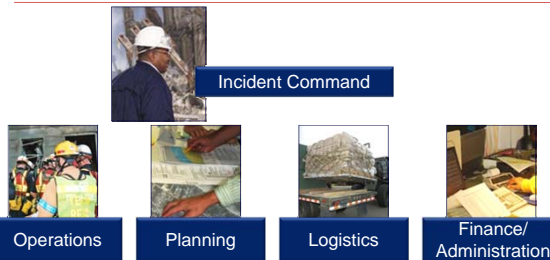 Incident Command
Operations
Planning
Logistics
Finance/
Administration